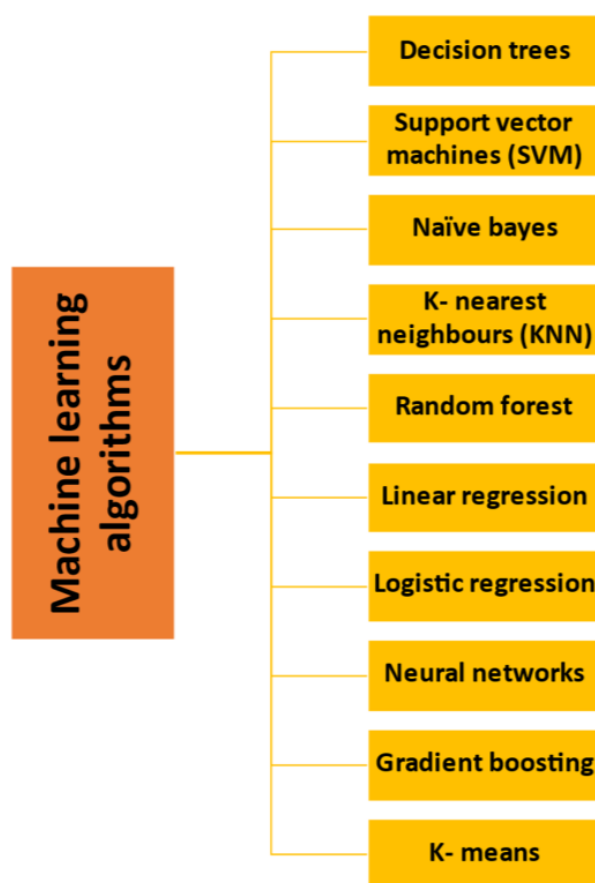 Machine learning
algorithms
Decision trees
Support vector
machines (SVM)
Naïve bayes
K- nearest
neighbours (KNN)
Random forest
Linear regression
Logistic regression
Neural networks
Gradient boosting
K- means